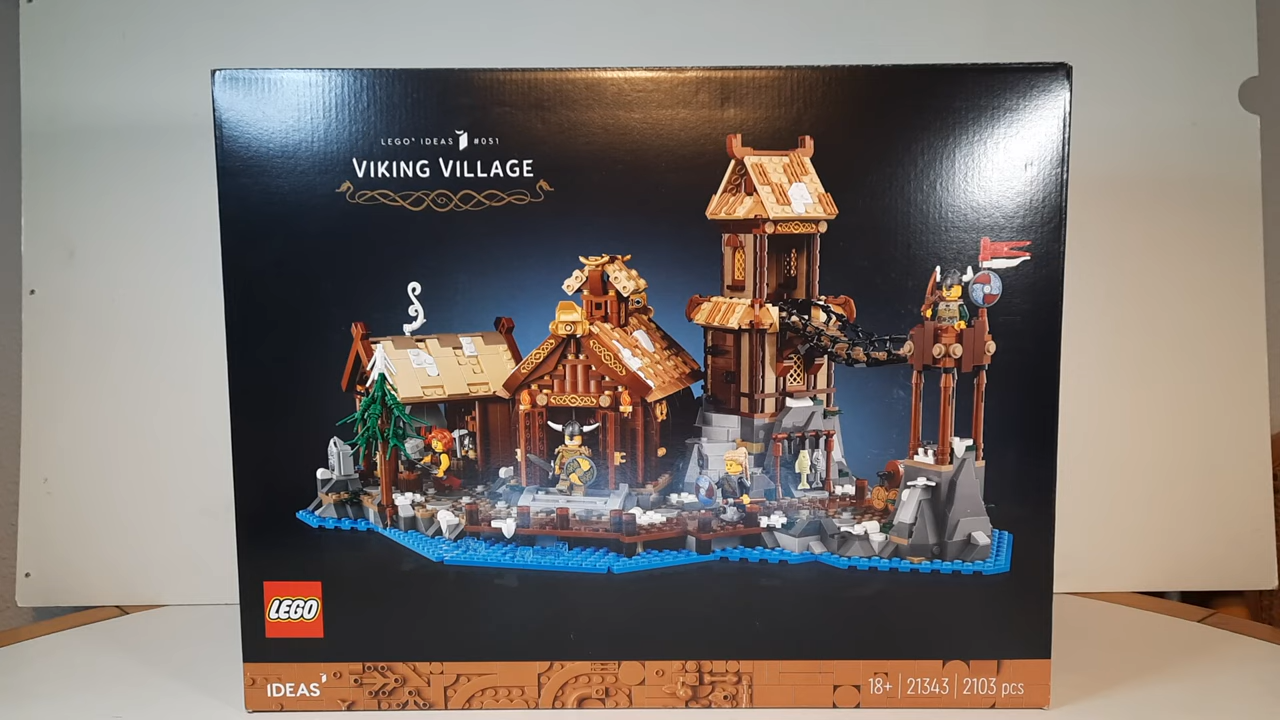 LEGO® IDEAS #051
VIKING VILLAGE
LEGO
IDEAS
18+ | 21343 | 2103 pcs